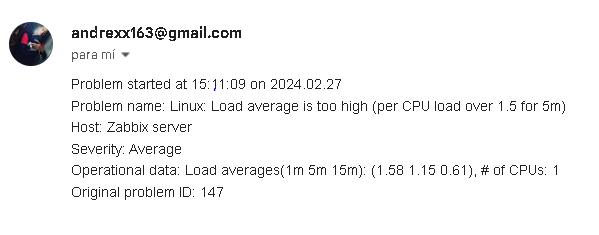 andrexx163@gmail.com
para mí
Problem started at 15:11:09 on 2024.02.27
Problem name: Linux: Load average is too high (per CPU load over 1.5 for 5m)
Host: Zabbix server
Severity: Average
Operational data: Load averages(1m 5m 15m): (1.58 1.15 0.61), # of CPUs: 1
Original problem ID: 147